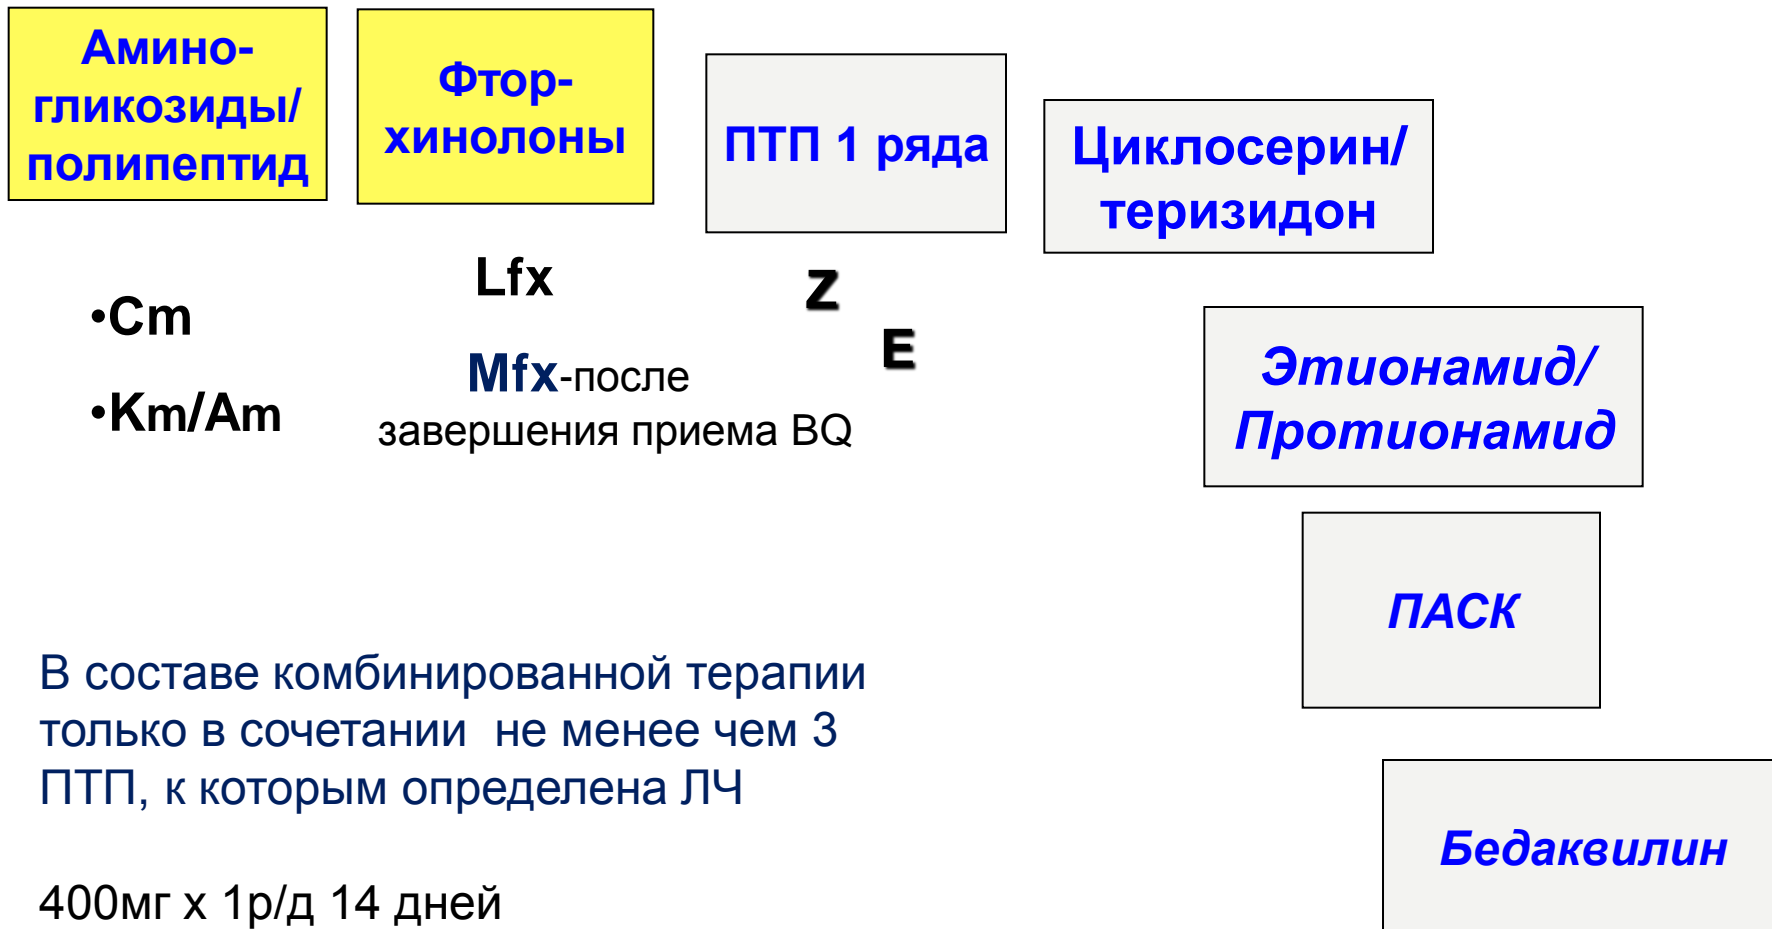 Амино-
гликозиды/
полипептид
Фтор-
хинолоны
ПТП 1 ряда
Циклосерин/
теризидон
•Cm
•Km/Am
Lfx
Mfx-после
завершения приема BQ
Z
E
Этионамид/
Протионамид
ПАСК
Бедаквилин
В составе комбинированной терапии
только в сочетании не менее чем 3
ПТП, к которым определена ЛЧ
400мг х 1р/д 14 дней